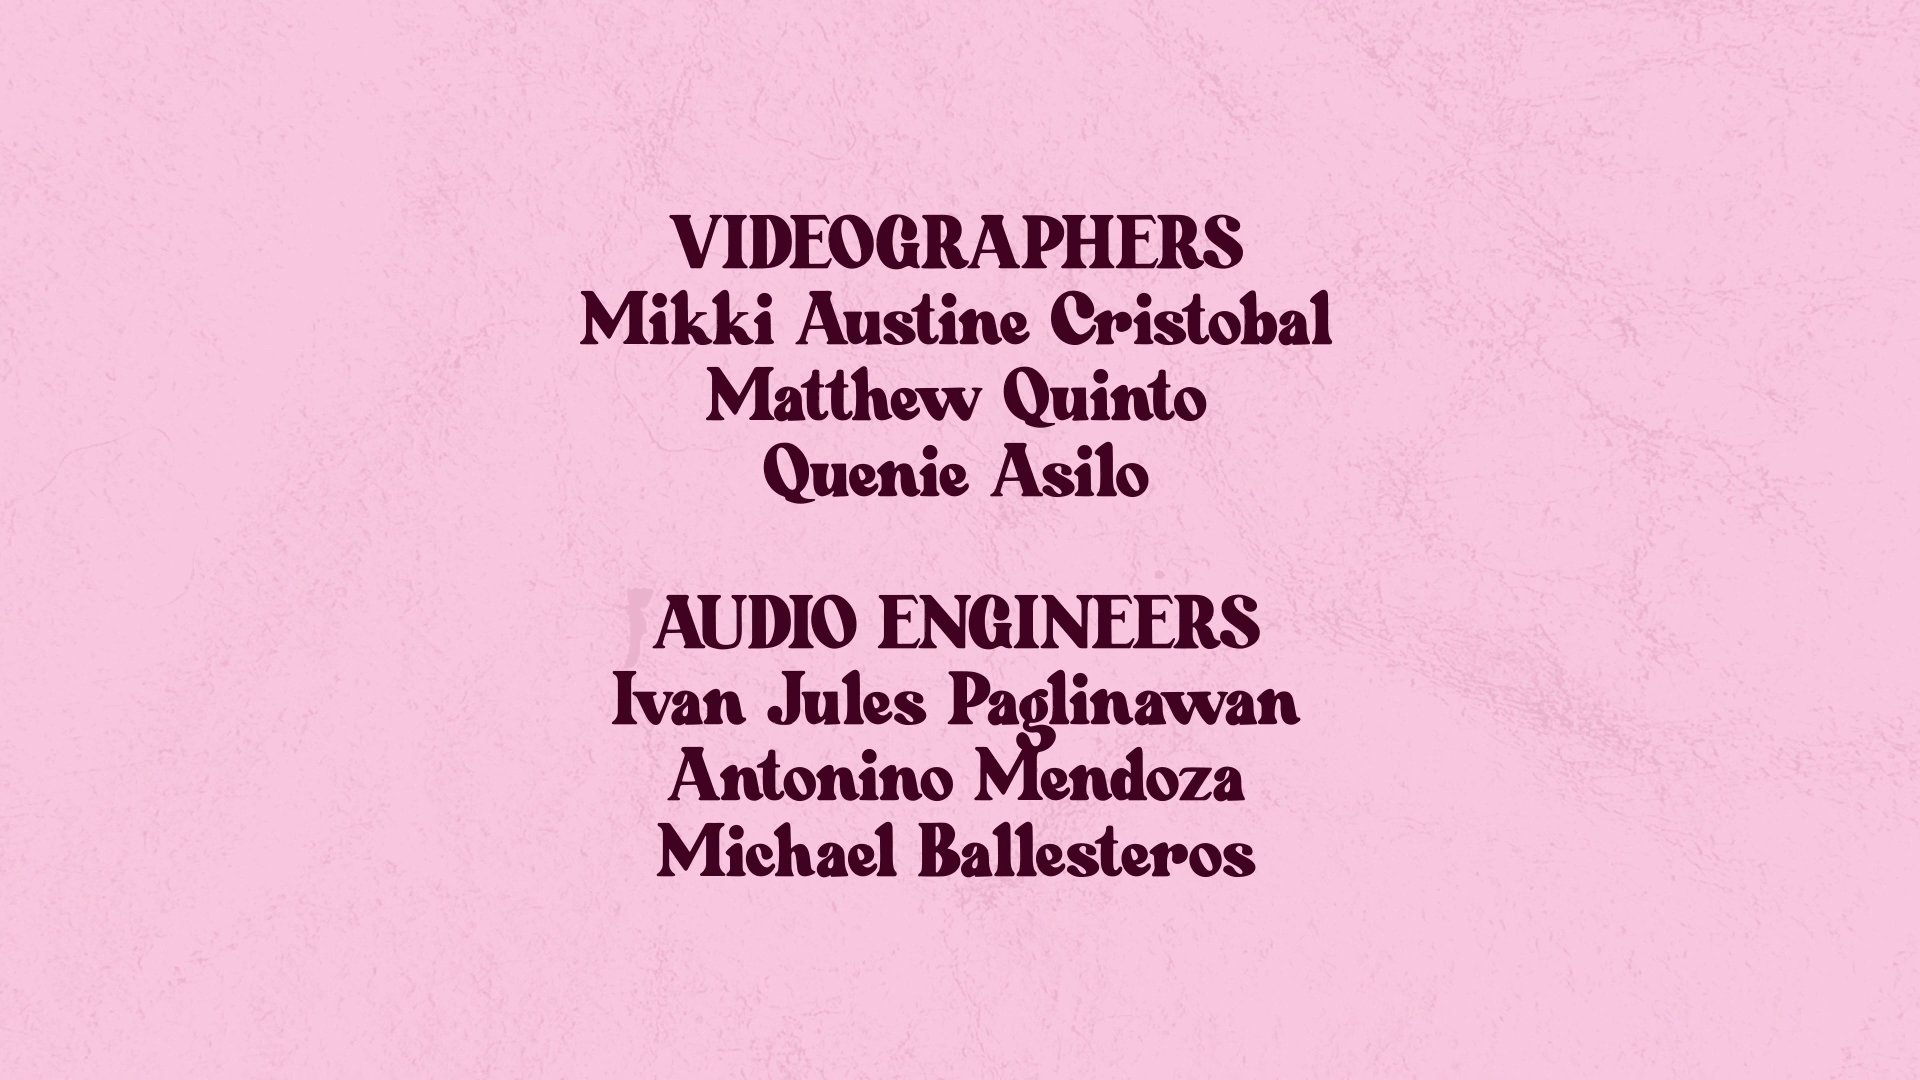 VIDEOGRAPHERS
Mikki Austine Cristobal
Matthew Quinto
Quenie Asilo
AUDIO ENGINEERS
Ivan Jules Paglinawan
Antonino Mendoza
Michael Ballesteros